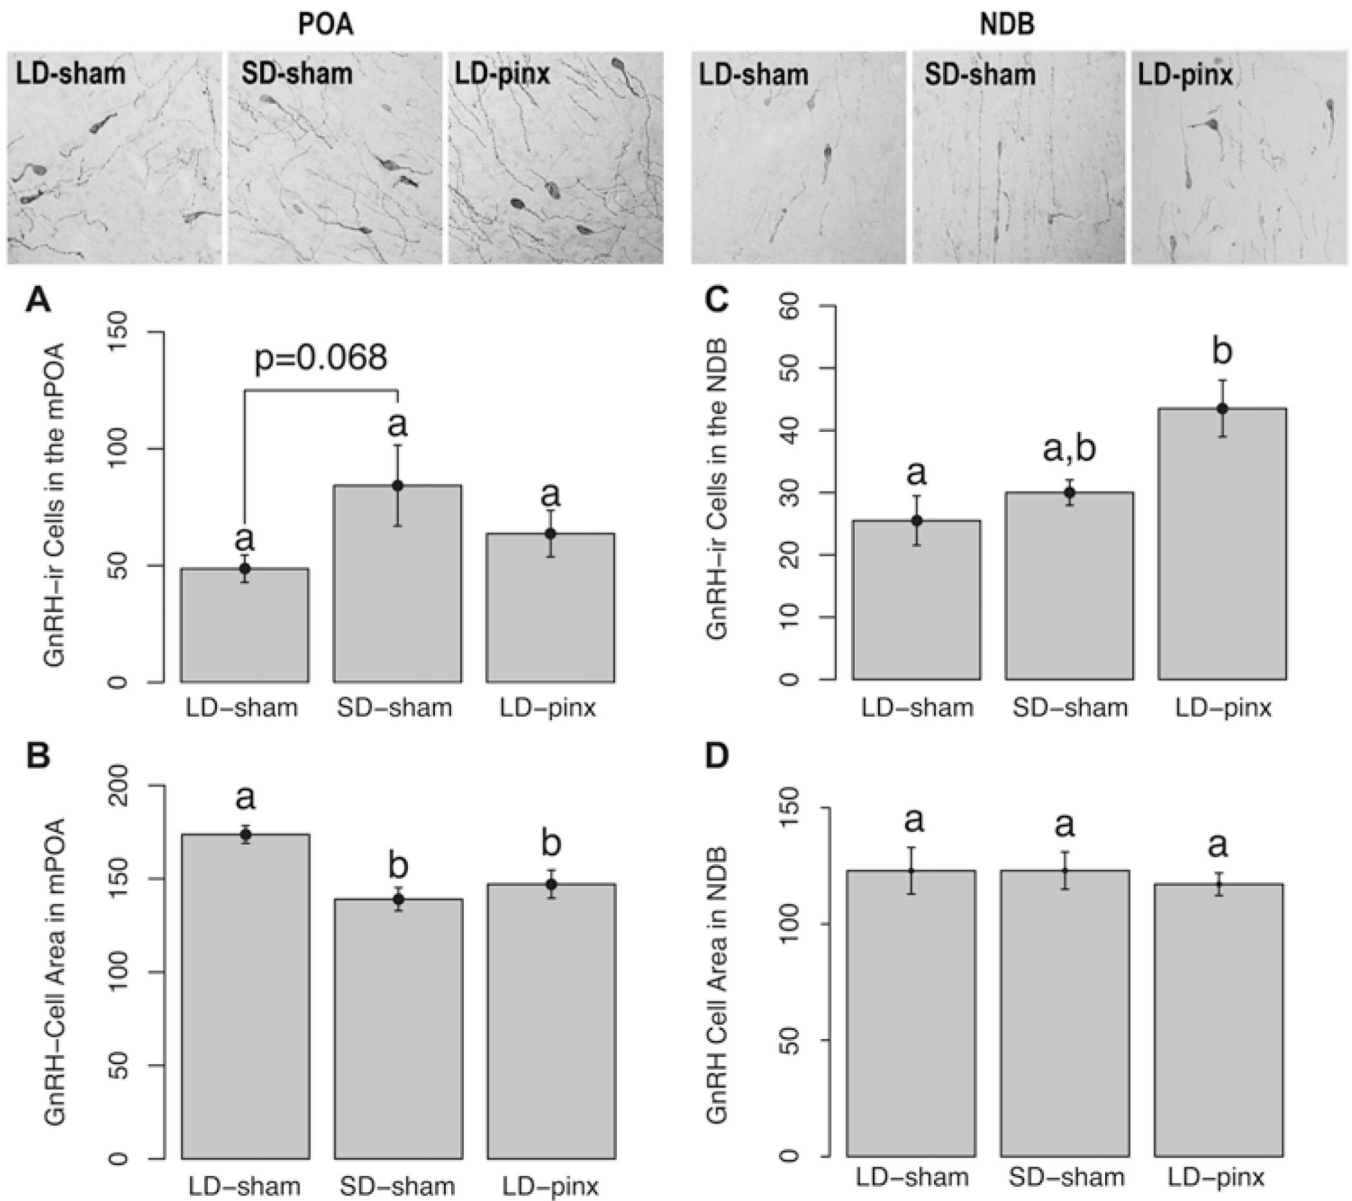 POA
NDB
LD-sham
SD-sham
LD-pinx
LD-sham
SD-sham
LD-pinx
A
GnRH−ir Cells in the mPOA
150
100
50
0
p=0.068
a
a
a
LD−sham
SD−sham
LD−pinx
C
GnRH−ir Cells in the NDB
60
50
40
30
20
10
0
a
a,b
b
LD−sham
SD−sham
LD−pinx
B
GnRH−Cell Area in mPOA
200
150
100
50
0
a
b
b
LD−sham
SD−sham
LD−pinx
D
GnRH Cell Area in NDB
150
100
50
0
a
a
a
LD−sham
SD−sham
LD−pinx